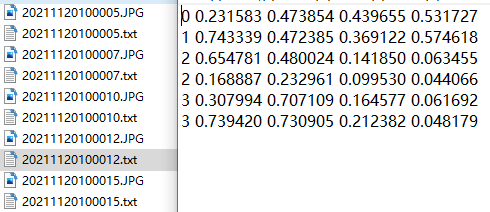 20211120100005.JPG
20211120100005.txt
20211120100007.JPG
20211120100007.txt
20211120100010.JPG
20211120100010.txt
20211120100012.JPG
20211120100012.txt
20211120100015.JPG
20211120100015.txt
0 0.231583 0.473854 0.439655 0.531727
1 0.743339 0.472385 0.369122 0.574618
2 0.654781 0.480024 0.141850 0.063455
2 0.168887 0.232961 0.099530 0.044066
3 0.307994 0.707109 0.164577 0.061692
3 0.739420 0.730905 0.212382 0.048179